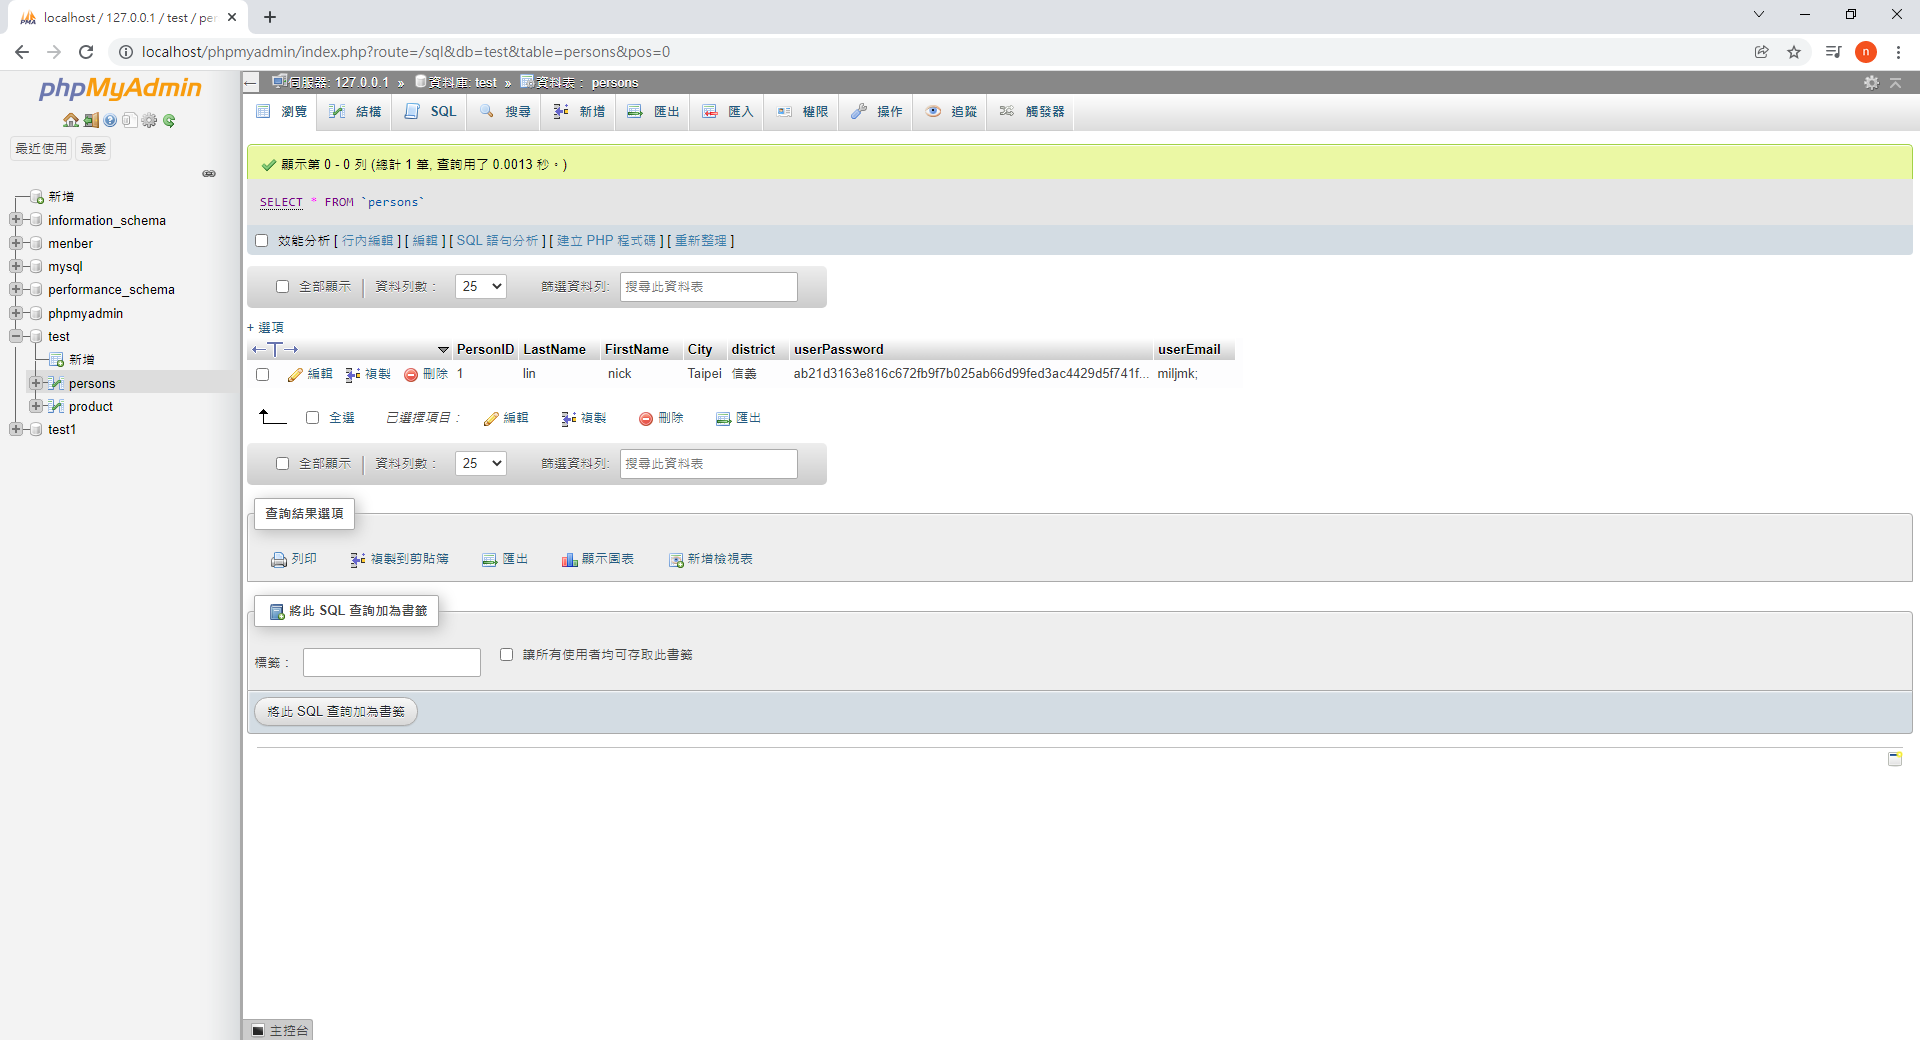 localhost / 127.0.0.1 / test / per
localhost/phpmyadmin/index.php?route=/sql&db=test&table=persons&pos=0
n
phpMyAdmin
最近使用 最愛
新增
information_schema
menber
mysql
performance_schema
phpmyadmin
test
新增
persons
product
test1
伺服器: 127.0.0.1 » 資料庫: test » 資料表： persons
瀏覽 結構 SQL 搜尋 新增 匯出 匯入 權限 操作 追蹤 觸發器
顯示第 0 - 0 列 (總計 1 筆, 查詢用了 0.0013 秒。)
SELECT * FROM `persons`
效能分析 [ 行內編輯 ] [ 編輯 ] [ SQL 語句分析 ] [ 建立 PHP 程式碼 ] [ 重新整理 ]
全部顯示 | 資料列數： 25 篩選資料列: 搜尋此資料表
+ 選項
←T→ PersonID LastName FirstName City district userPassword userEmail
編輯 複製 刪除 1 lin nick Taipei 信義 ab21d3163e816c672fb9f7b025ab66d99fed3ac4429d5f741f... miljmk;
全選 已選擇項目： 編輯 複製 刪除 匯出
全部顯示 | 資料列數： 25 篩選資料列: 搜尋此資料表
查詢結果選項
列印 複製到剪貼簿 匯出 顯示圖表 新增檢視表
將此 SQL 查詢加為書籤
標籤： 讓所有使用者均可存取此書籤
將此 SQL 查詢加為書籤
主控台